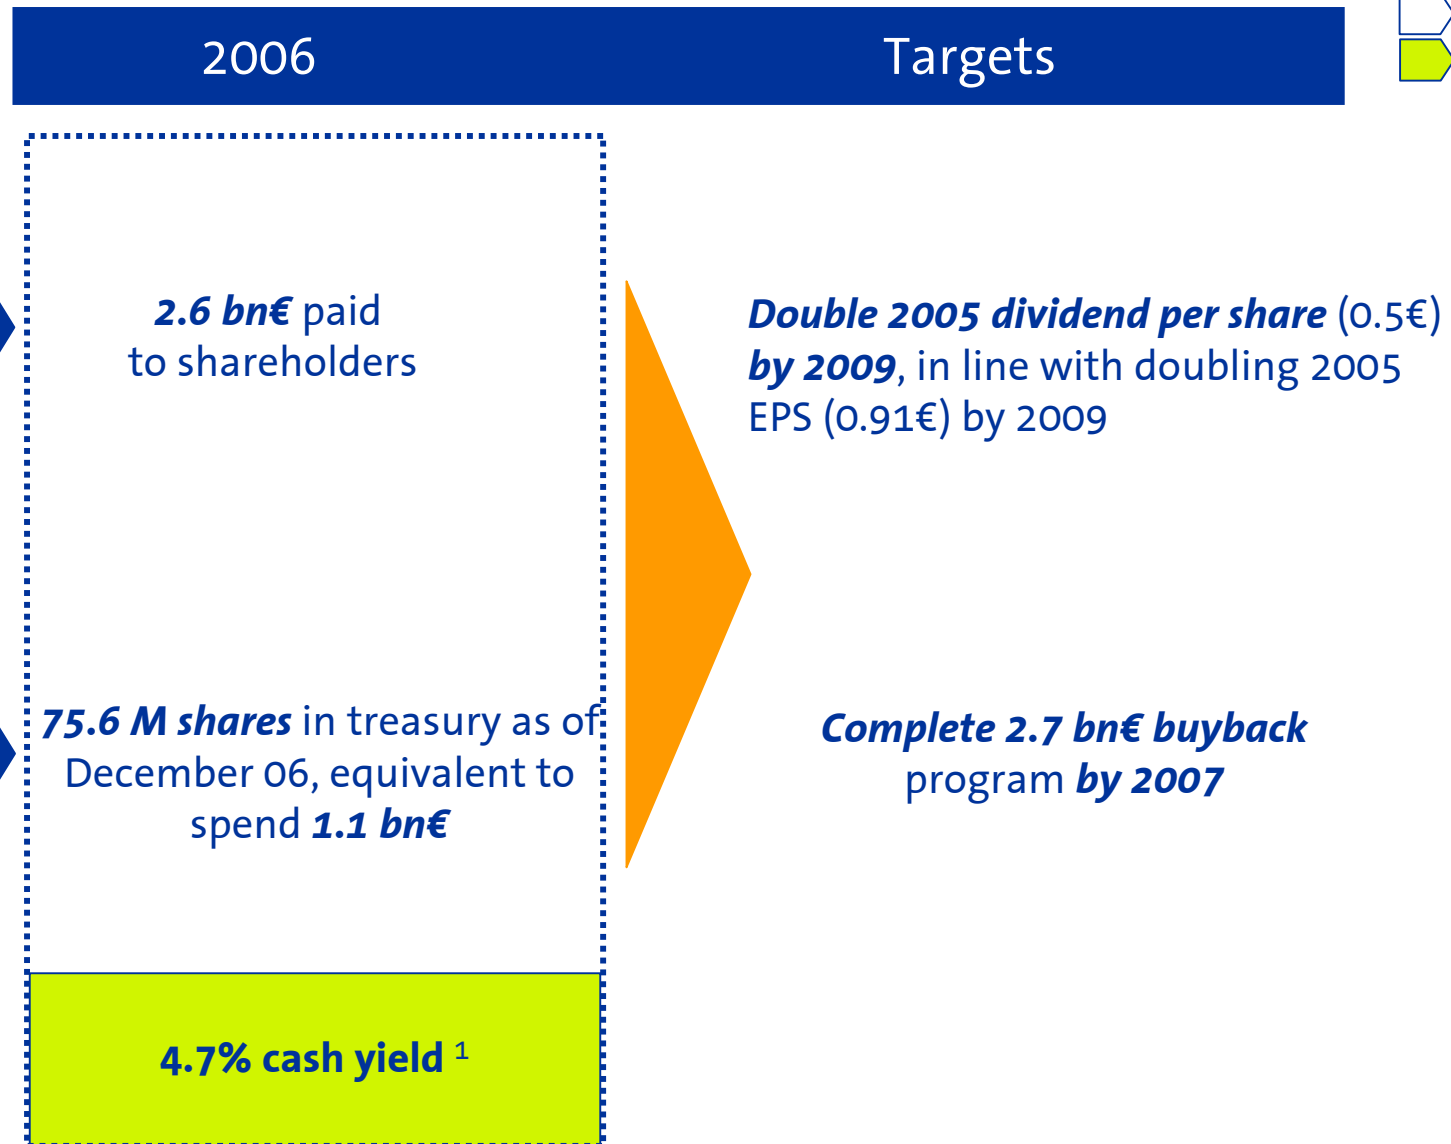 2006
Targets
2.6 bn€ paid
to shareholders
Double 2005 dividend per share (0.5€)
by 2009, in line with doubling 2005
EPS (0.91€) by 2009
75.6 M shares in treasury as of
December 06, equivalent to
spend 1.1 bn€
Complete 2.7 bn€ buyback
program by 2007
4.7% cash yield 1